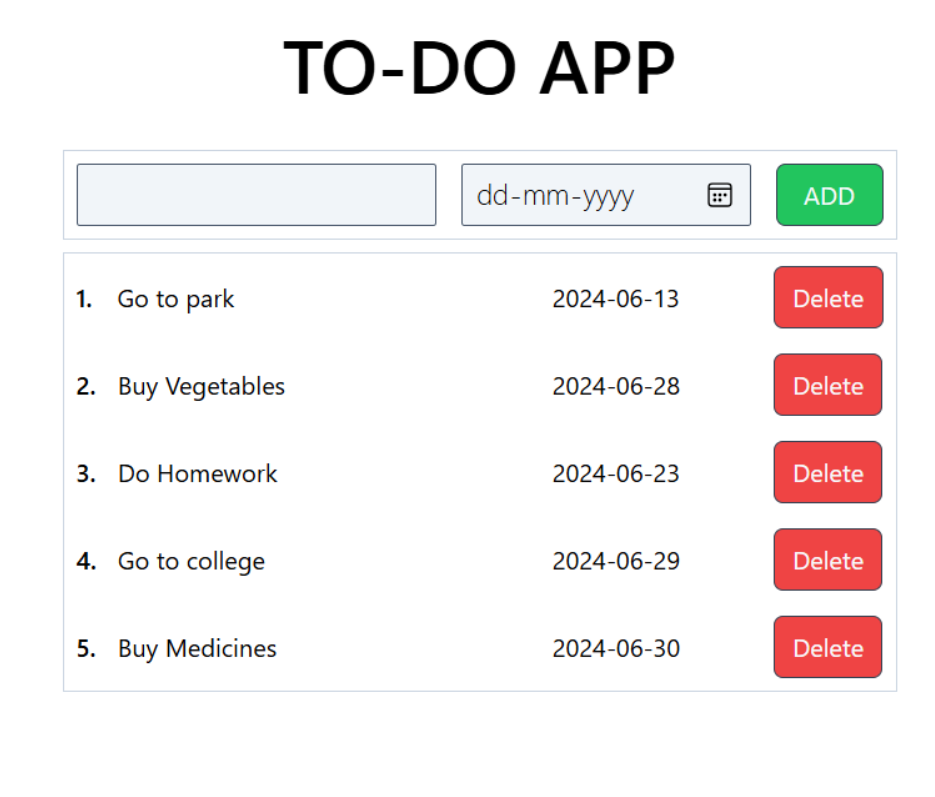 TO-DO APP
dd-mm-yyyy ADD
1. Go to park 2024-06-13 Delete
2. Buy Vegetables 2024-06-28 Delete
3. Do Homework 2024-06-23 Delete
4. Go to college 2024-06-29 Delete
5. Buy Medicines 2024-06-30 Delete